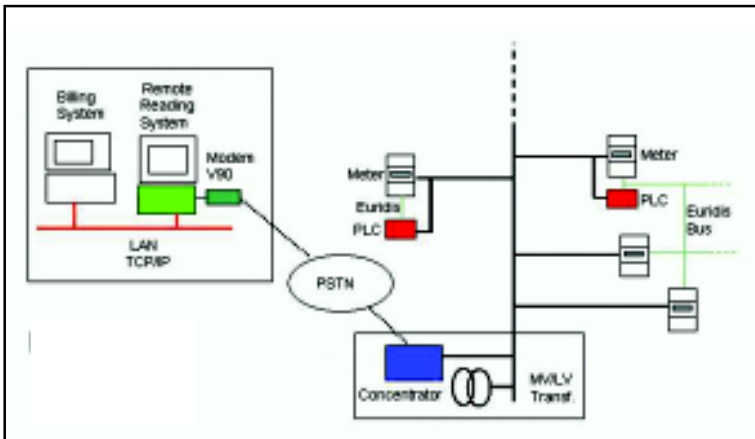 Billing
System
Remote
Reading
System
Modem
V90
LAN
TCP/IP
PSTN
Meter
Euridis
PLC
Meter
PLC
Euridis
Bus
Concentrator
MV/LV
Transf.